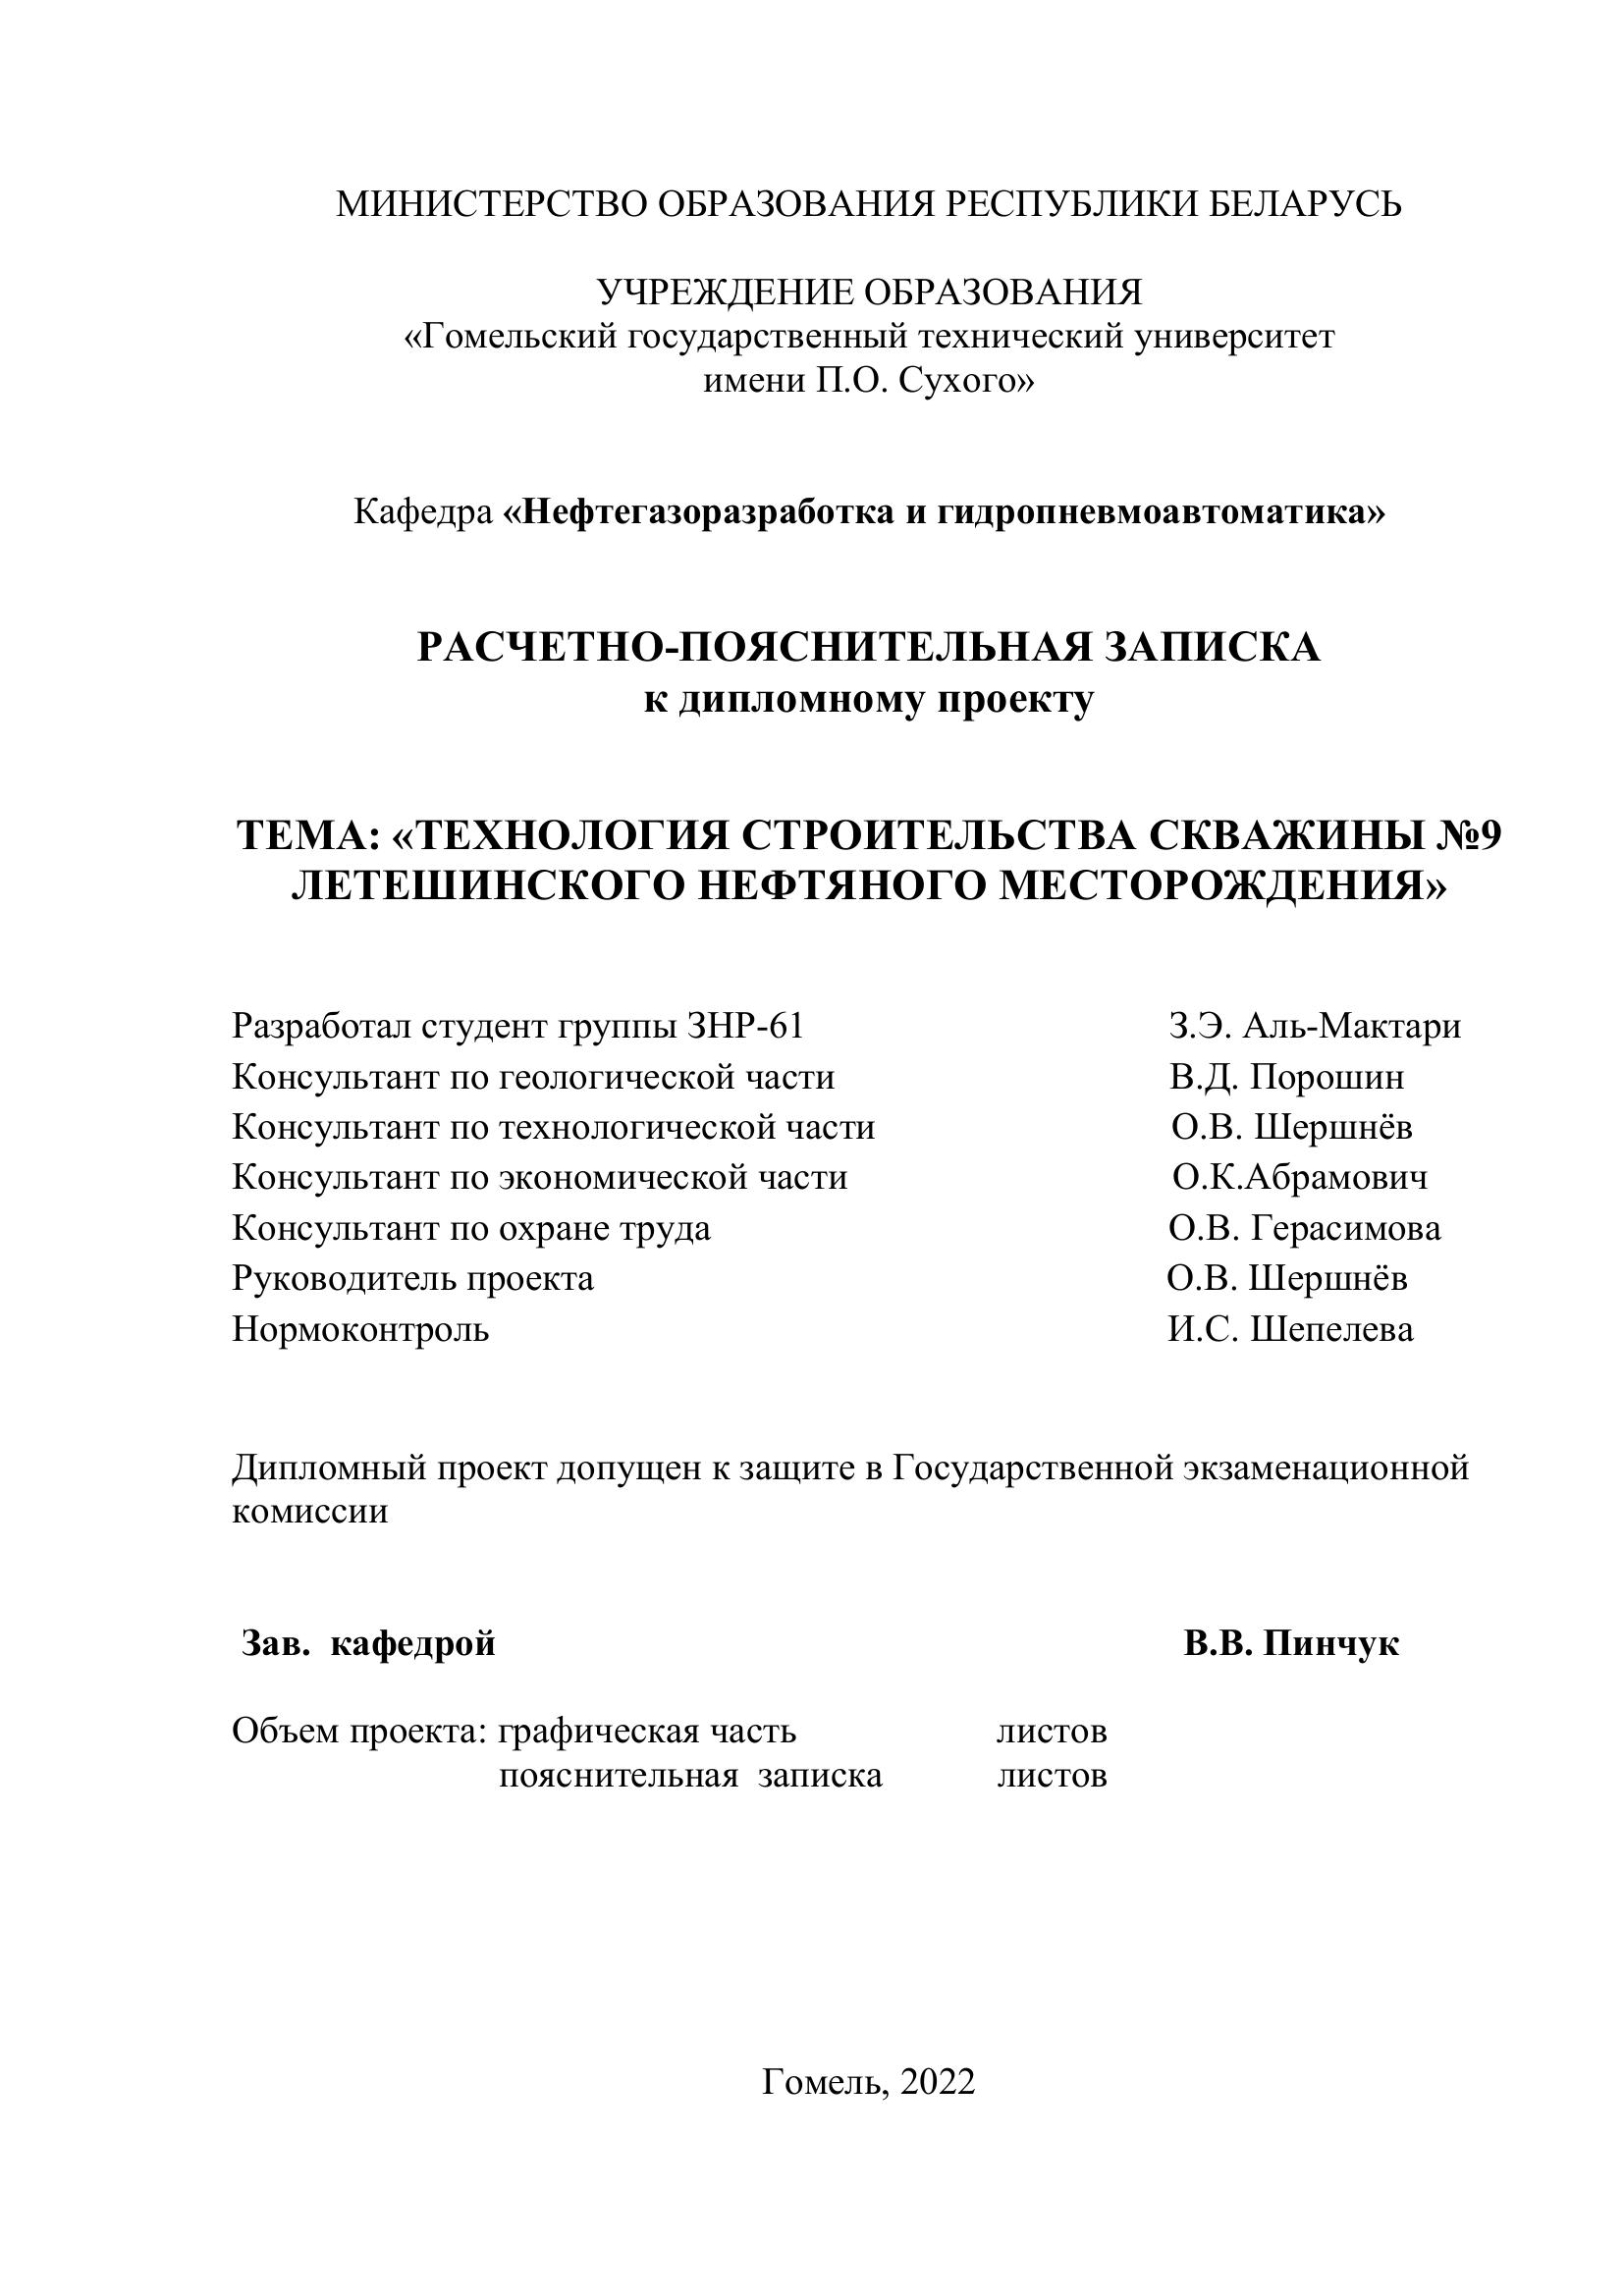 МИНИСТЕРСТВО ОБРАЗОВАНИЯ РЕСПУБЛИКИ БЕЛАРУСЬ
УЧРЕЖДЕНИЕ ОБРАЗОВАНИЯ
«Гомельский государственный технический университет
имени П.О. Сухого»
Кафедра «Нефтегазоразработка и гидропневмоавтоматика»
РАСЧЕТНО-ПОЯСНИТЕЛЬНАЯ ЗАПИСКА
к дипломному проекту
ТЕМА: «ТЕХНОЛОГИЯ СТРОИТЕЛЬСТВА СКВАЖИНЫ №9
ЛЕТЕШИНСКОГО НЕФТЯНОГО МЕСТОРОЖДЕНИЯ»
Разработал студент группы ЗНР-61 З.Э. Аль-Мактари
Консультант по геологической части В.Д. Порошин
Консультант по технологической части О.В. Шершнёв
Консультант по экономической части О.К.Абрамович
Консультант по охране труда О.В. Герасимова
Руководитель проекта О.В. Шершнёв
Нормоконтроль И.С. Шепелева
Дипломный проект допущен к защите в Государственной экзаменационной
комиссии
Зав. кафедрой В.В. Пинчук
Объем проекта: графическая часть листов
пояснительная записка листов
Гомель, 2022